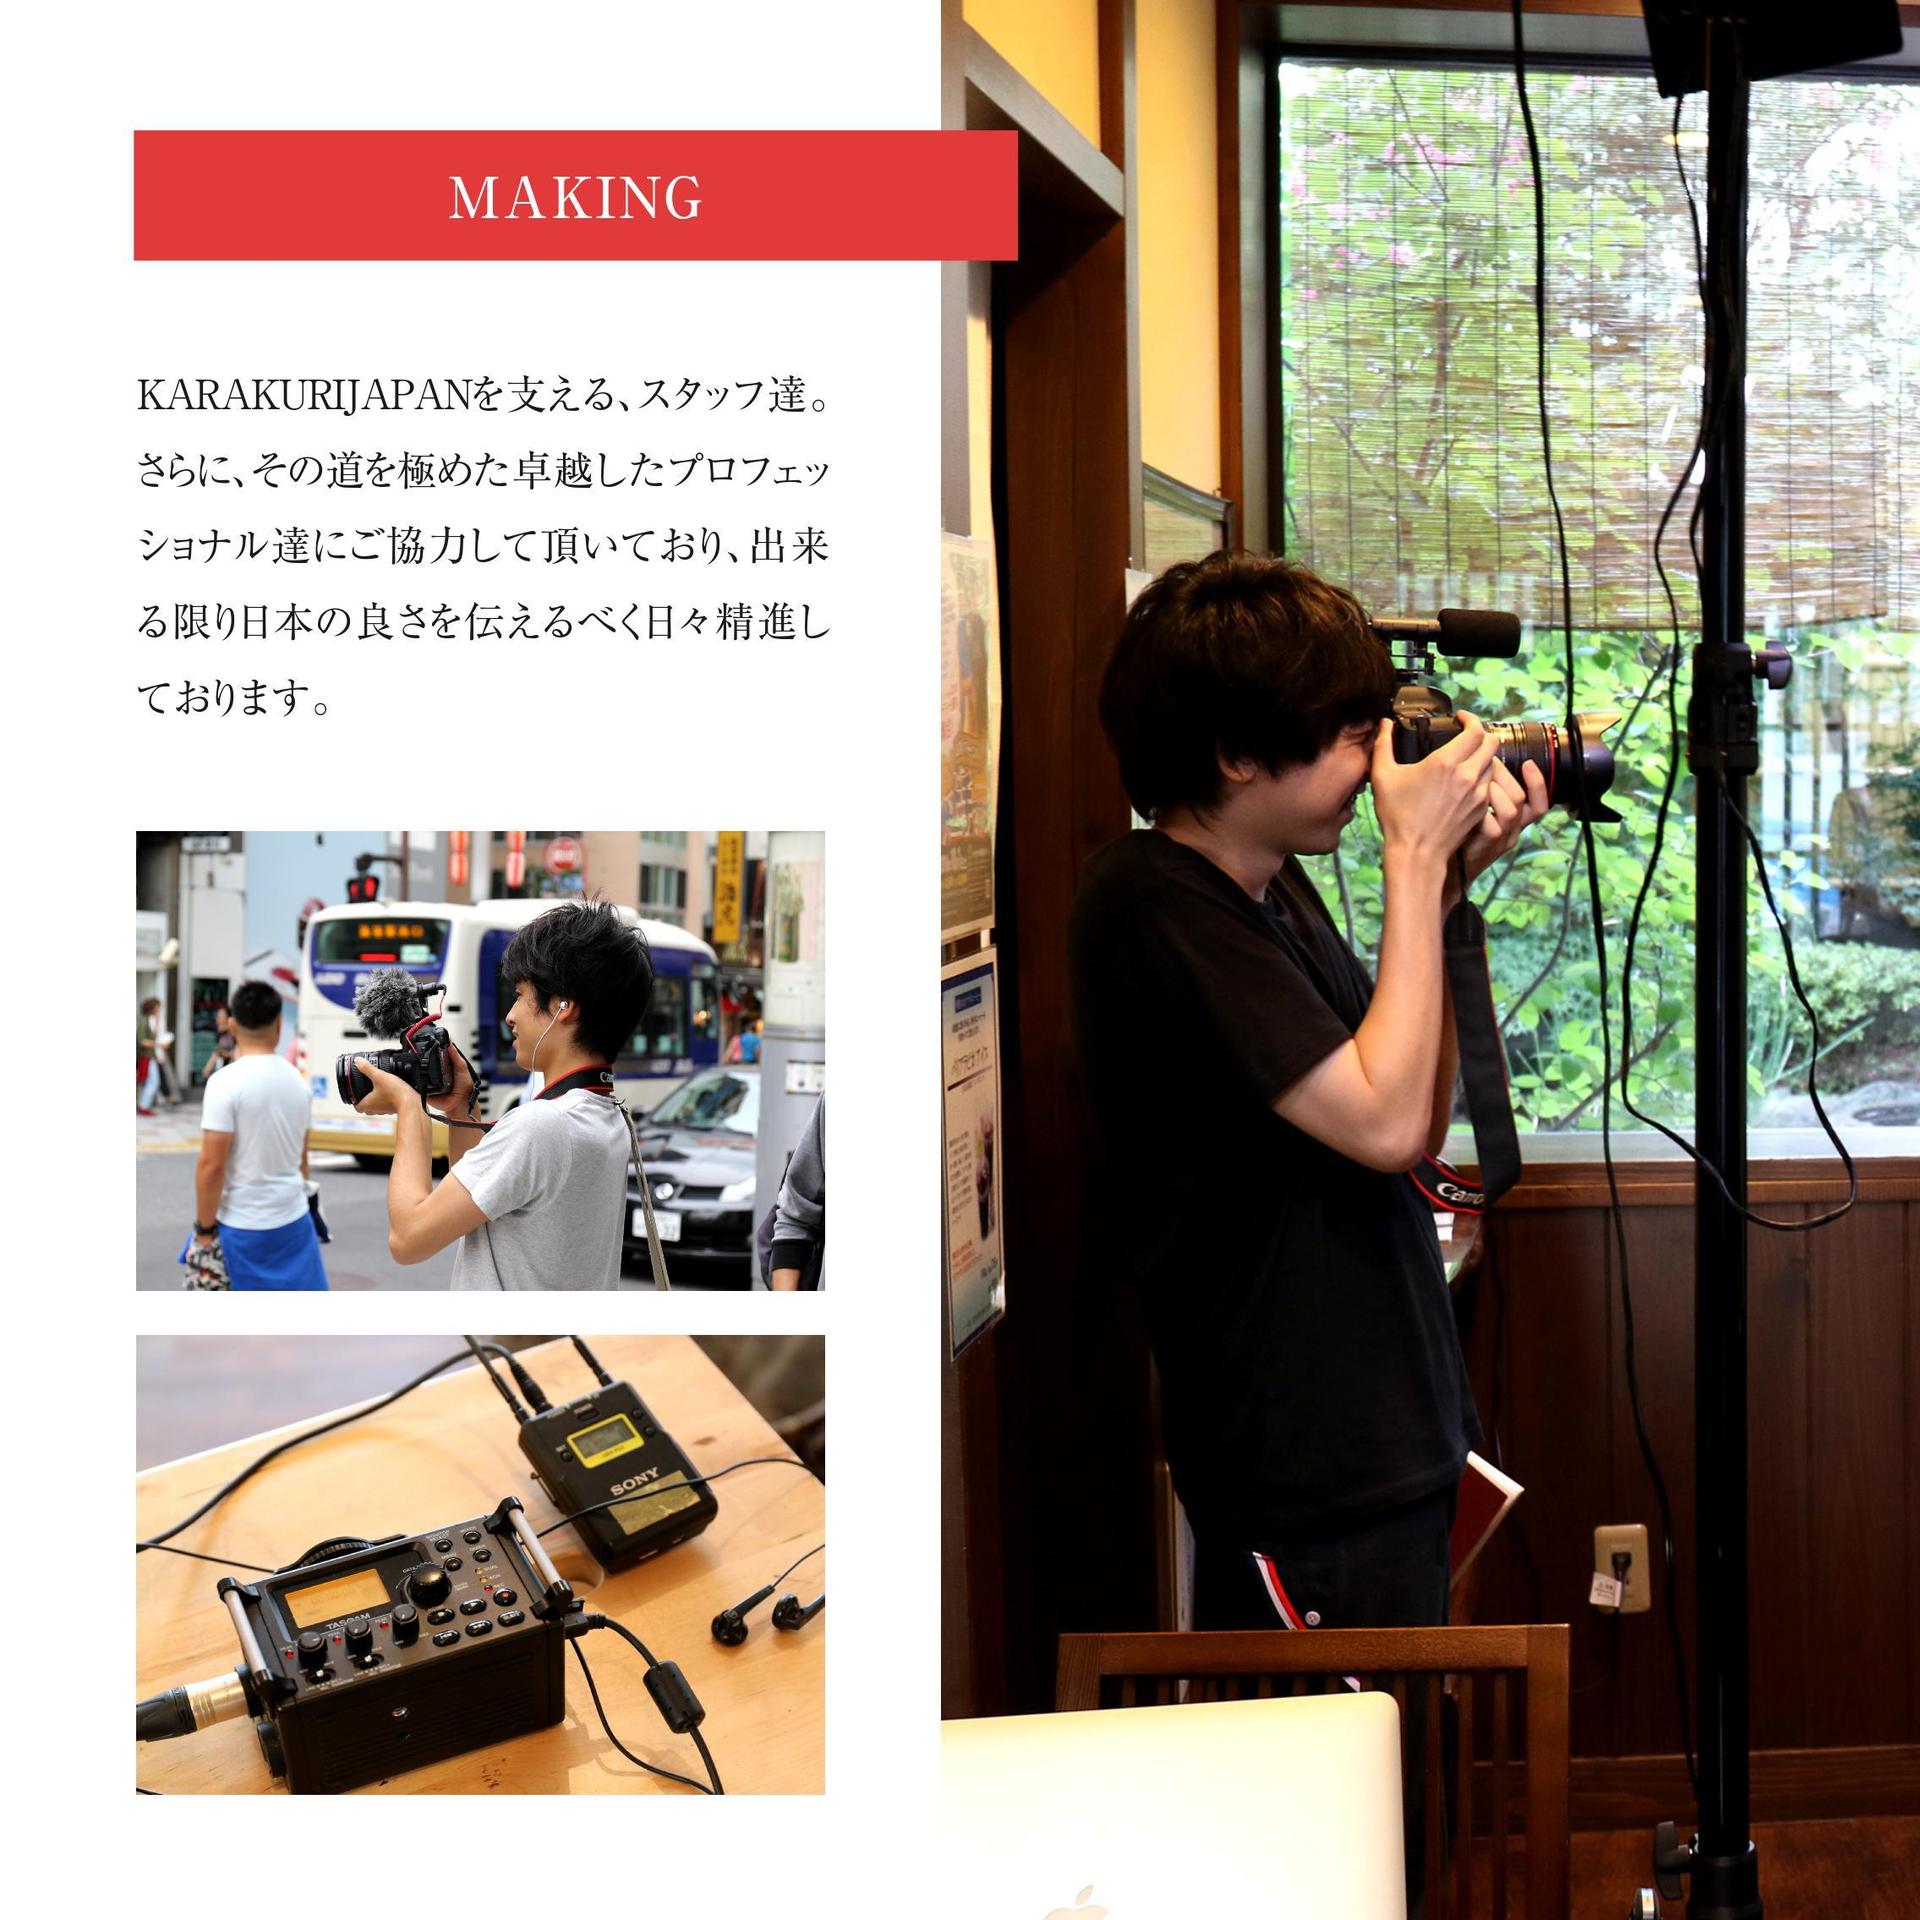 MAKING
KARAKURIJAPANを支える、スタッフ達。
さらに、その道を極めた卓越したプロフェッ
ショナル達にご協力して頂いており、出来
る限り日本の良さを伝えるべく日々精進し
ております。
SONY
TASCAM